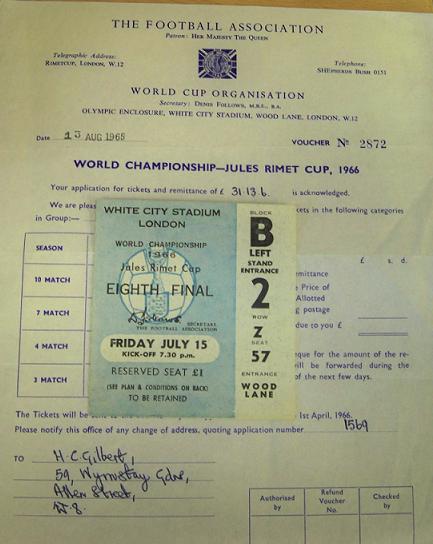 THE FOOTBALL ASSOCIATION
Patron: HER MAJESTY THE QUEEN
Telegraphic Address:
RIMETCUP, LONDON, W.12
Telephone:
SHEPHERDS BUSH 0151
WORLD CUP ORGANISATION
Secretary: DENIS FOLLOWS, M.B.E., B.A.
OLYMPIC ENCLOSURE, WHITE CITY STADIUM, WOOD LANE, LONDON, W.12
Date 13 AUG 1965
VOUCHER Nº 2872
WORLD CHAMPIONSHIP—JULES RIMET CUP, 1966
Your application for tickets and remittance of £ 31.13.6. is acknowledged.
We are pleas
kets in the following categories
in Group:—
SEASON
10 MATCH
7 MATCH
4 MATCH
3 MATCH
£ s. d.
mittance
Price of
Allotted
ng postage
due to you £
que for the amount of the re-
ill be forwarded during the
of the next few days.
WHITE CITY STADIUM
LONDON
WORLD CHAMPIONSHIP
1966
Jules Rimet Cup
EIGHTH FINAL
SECRETARY,
THE FOOTBALL ASSOCIATION
FRIDAY JULY 15
KICK-OFF 7.30 p.m.
RESERVED SEAT £1
(SEE PLAN & CONDITIONS ON BACK)
TO BE RETAINED
BLOCK
B
LEFT
STAND
ENTRANCE
2
ROW
Z
SEAT
57
ENTRANCE
WOOD
LANE
The Tickets will be
1st April, 1966.
Please notify this office of any change of address, quoting application number 1569
TO H.C. Gilbert,
59, Wynnstay Gdns,
Allen Street,
W.8.
Authorised
by
Refund
Voucher
No.
Checked
by